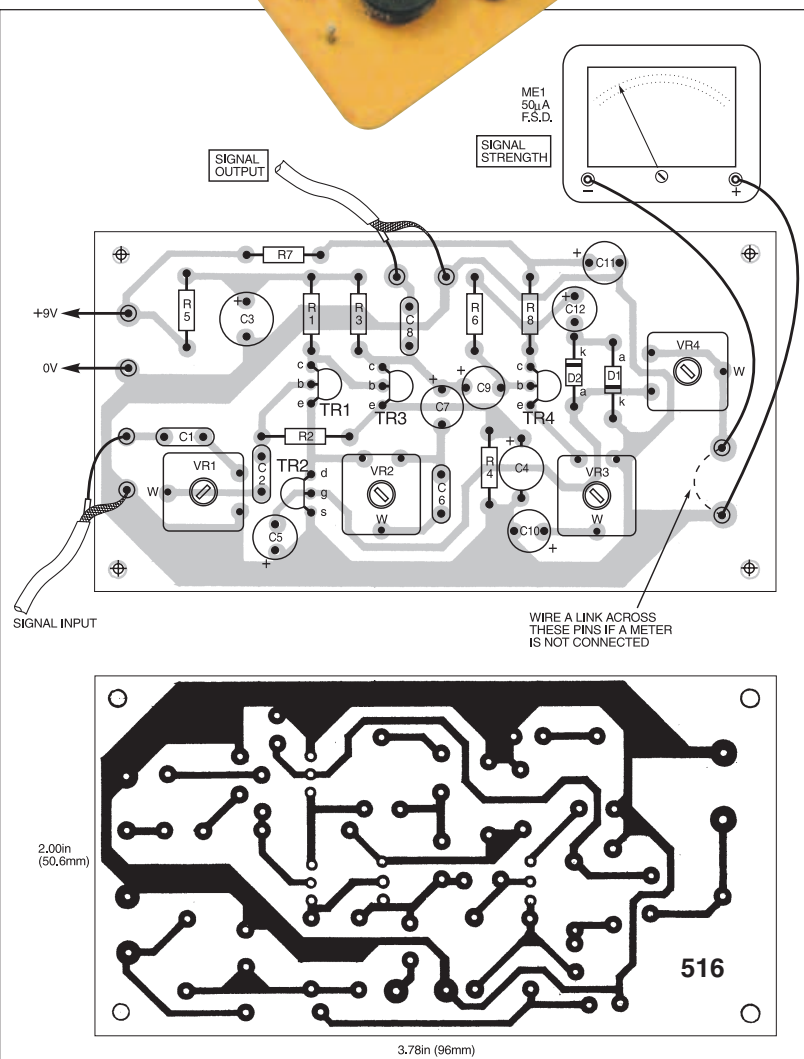 ME1
50µA
F.S.D.
SIGNAL
STRENGTH
SIGNAL
OUTPUT
−
+
R7
+9V
0V
R
5
+
C3
R
1
R
3
C
8
R
6
R
8
C11
+
C12
+
k
D2
a
a
D1
k
VR4
W
c
b
e
TR1
c
b
e
TR3
+
C7
C9
+
c
b
e
TR4
C1
R2
VR1
W
C
2
TR2
d
g
s
VR2
W
C
6
R
4
C4
+
VR3
W
C5
+
C10
+
SIGNAL INPUT
WIRE A LINK ACROSS
THESE PINS IF A METER
IS NOT CONNECTED
2.00in
(50.6mm)
516
3.78in (96mm)